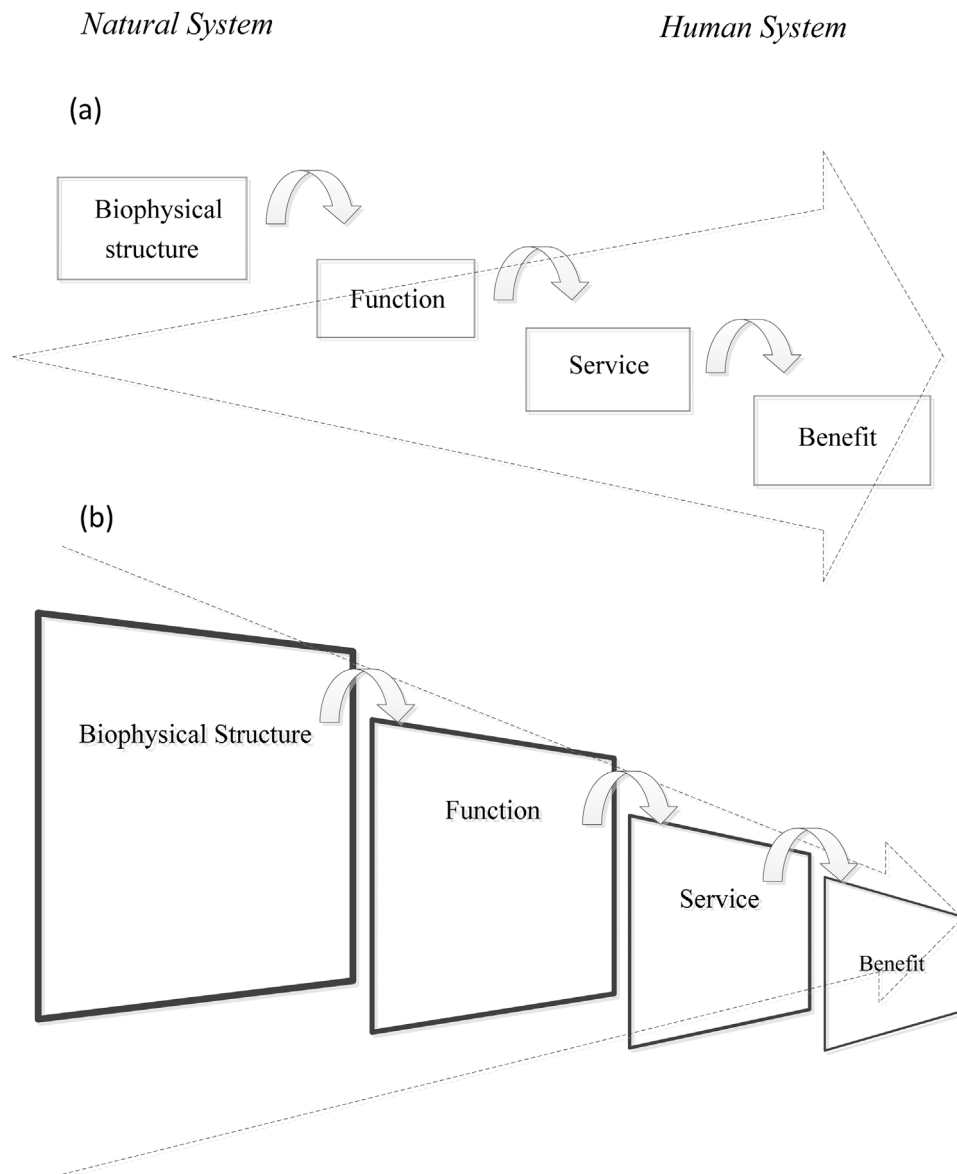 Natural System
Human System
(a)
Biophysical
structure
Function
Service
Benefit
(b)
Biophysical Structure
Function
Service
Benefit